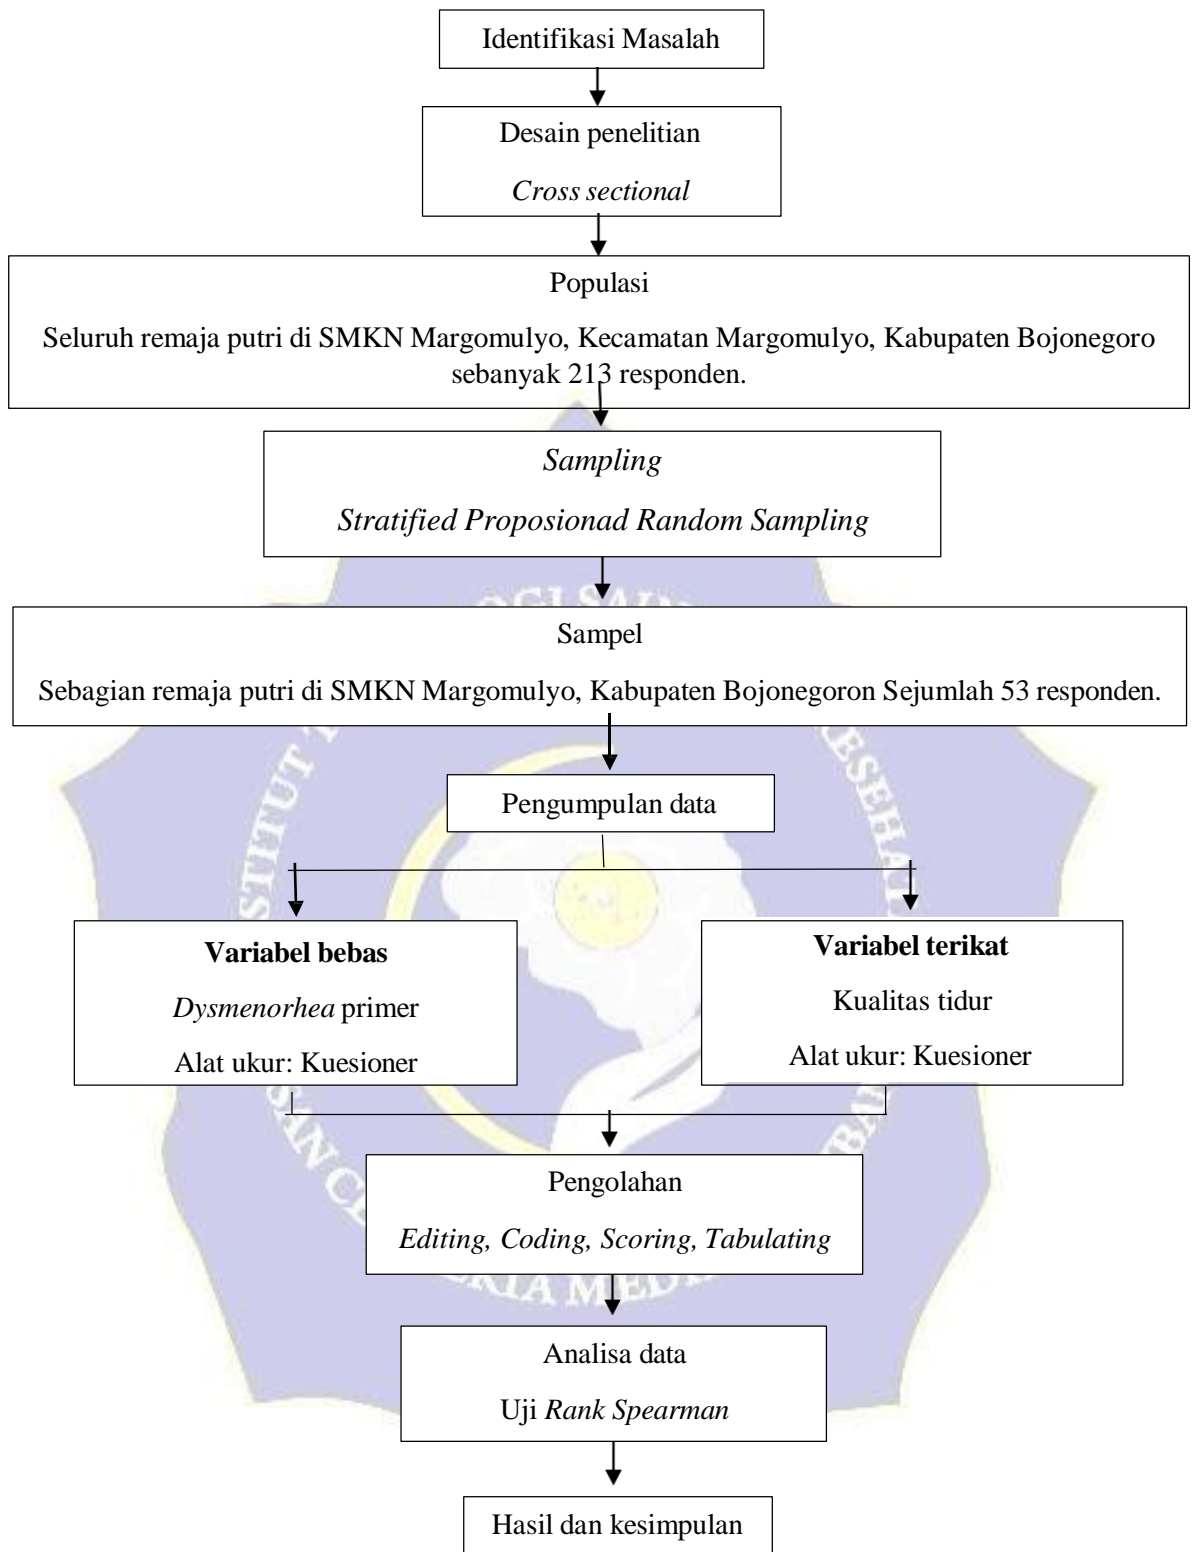 Identifikasi Masalah
Desain penelitian
Cross sectional
Populasi
Seluruh remaja putri di SMKN Margomulyo, Kecamatan Margomulyo, Kabupaten Bojonegoro
sebanyak 213 responden.
Sampling
Stratified Proposionad Random Sampling
Sampel
Sebagian remaja putri di SMKN Margomulyo, Kabupaten Bojonegoron Sejumlah 53 responden.
Pengumpulan data
Variabel bebas
Dysmenorhea primer
Alat ukur: Kuesioner
Variabel terikat
Kualitas tidur
Alat ukur: Kuesioner
Pengolahan
Editing, Coding, Scoring, Tabulating
Analisa data
Uji Rank Spearman
Hasil dan kesimpulan